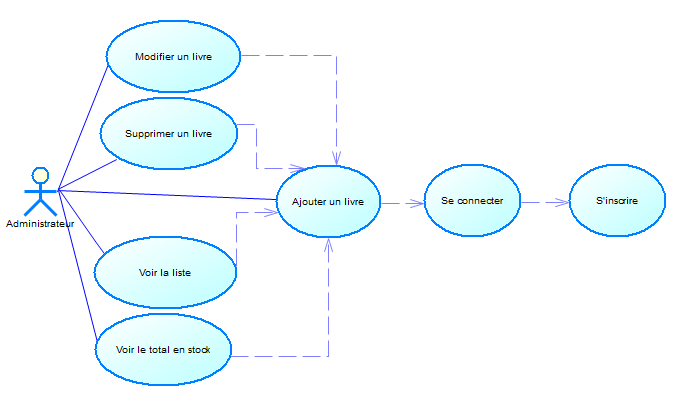 Modifier un livre
Supprimer un livre
Administrateur
Ajouter un livre
Se connecter
S'inscrire
Voir la liste
Voir le total en stock